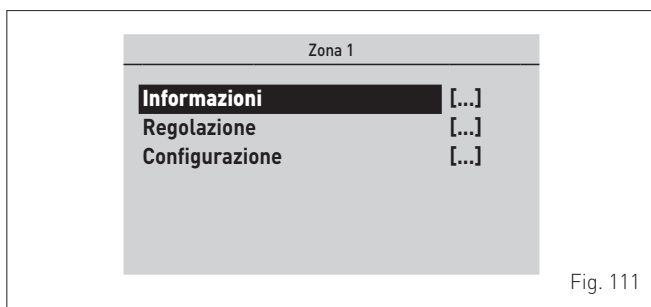 Zona 1
Informazioni [...]
Regolazione [...]
Configurazione [...]
Fig. 111